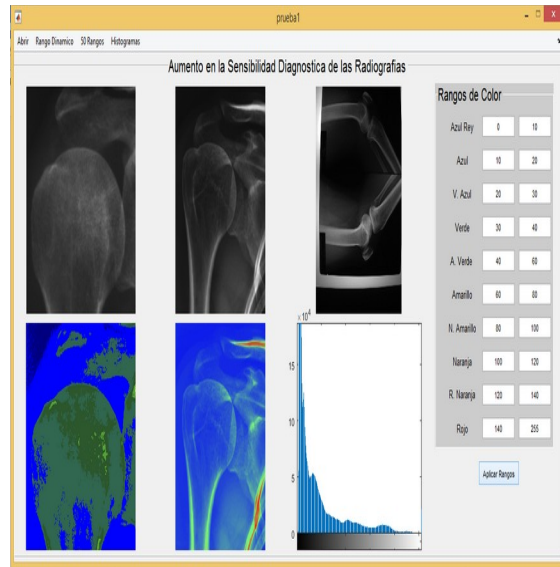 prueba1
Abrir Rango Dinamico 50 Rangos Histogramas
Aumento en la Sensibilidad Diagnostica de las Radiografias
Rangos de Color
Azul Rey 0 10
Azul 10 20
V. Azul 20 30
Verde 30 40
A. Verde 40 60
Amarillo 60 80
N. Amarillo 80 100
Naranja 100 120
R. Naranja 120 140
Rojo 140 255
Aplicar Rangos
× 10⁴
15
10
5
0